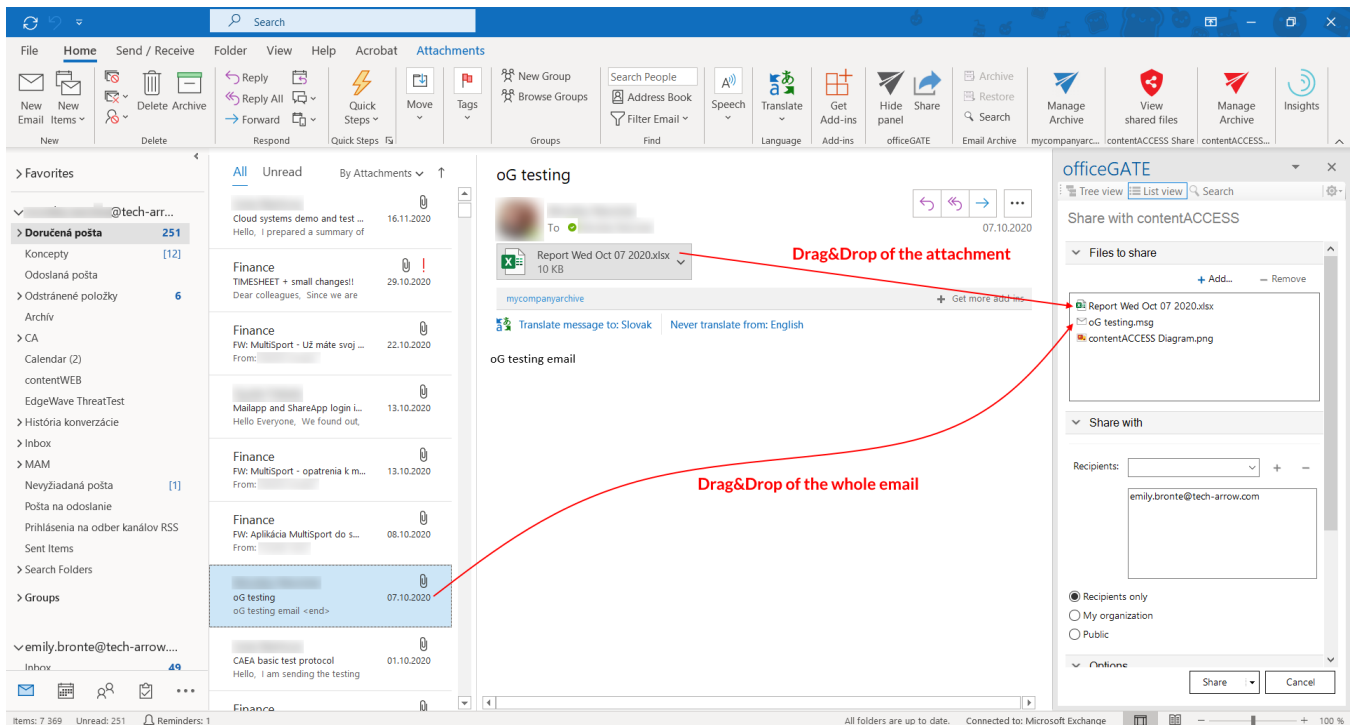 Search
File Home Send / Receive Folder View Help Acrobat Attachments
New Email
New Items
Delete
Archive
Reply
Reply All
Forward
Quick Steps
Move
Tags
New Group
Browse Groups
Search People
Address Book
Filter Email
Speech
Translate
Get Add-ins
Hide panel
Share
Archive
Restore
Search
Manage Archive
View shared files
Manage Archive
Insights
New Delete Respond Quick Steps Groups Find Language Add-ins officeGATE Email Archive mycompanyarc... contentACCESS Share contentACCESS...
Favorites
@tech-arr...
Doručená pošta 251
Koncepty [12]
Odoslaná pošta
Odstránené položky 6
Archív
CA
Calendar (2)
contentWEB
EdgeWave ThreatTest
História konverzácie
Inbox
MAM
Nevyžiadaná pošta [1]
Pošta na odoslanie
Prihlásenia na odber kanálov RSS
Sent Items
Search Folders
Groups
emily.bronte@tech-arrow....
Inbox 49
All Unread By Attachments
Cloud systems demo and test ... 16.11.2020
Hello, I prepared a summary of
Finance
TIMESHEET + small changes!! 29.10.2020
Dear colleagues, Since we are
Finance
FW: MultiSport - Už máte svoj ... 22.10.2020
From:
Mailapp and ShareApp login i... 13.10.2020
Hello Everyone, We found out,
Finance
FW: MultiSport - opatrenia k m... 13.10.2020
From:
Finance
FW: Aplikácia MultiSport do s... 08.10.2020
From:
oG testing 07.10.2020
oG testing email <end>
CAEA basic test protocol 01.10.2020
Hello, I am sending the testing
Finance
oG testing
To
07.10.2020
Report Wed Oct 07 2020.xlsx
10 KB
mycompanyarchive + Get more add-ins
Translate message to: Slovak Never translate from: English
oG testing email
Drag&Drop of the attachment
Drag&Drop of the whole email
officeGATE
Tree view List view Search
Share with contentACCESS
Files to share
+ Add... − Remove
Report Wed Oct 07 2020.xlsx
oG testing.msg
contentACCESS Diagram.png
Share with
Recipients: + −
emily.bronte@tech-arrow.com
Recipients only
My organization
Public
Options
Share Cancel
Items: 7 369 Unread: 251 Reminders: 1 All folders are up to date. Connected to: Microsoft Exchange 100 %